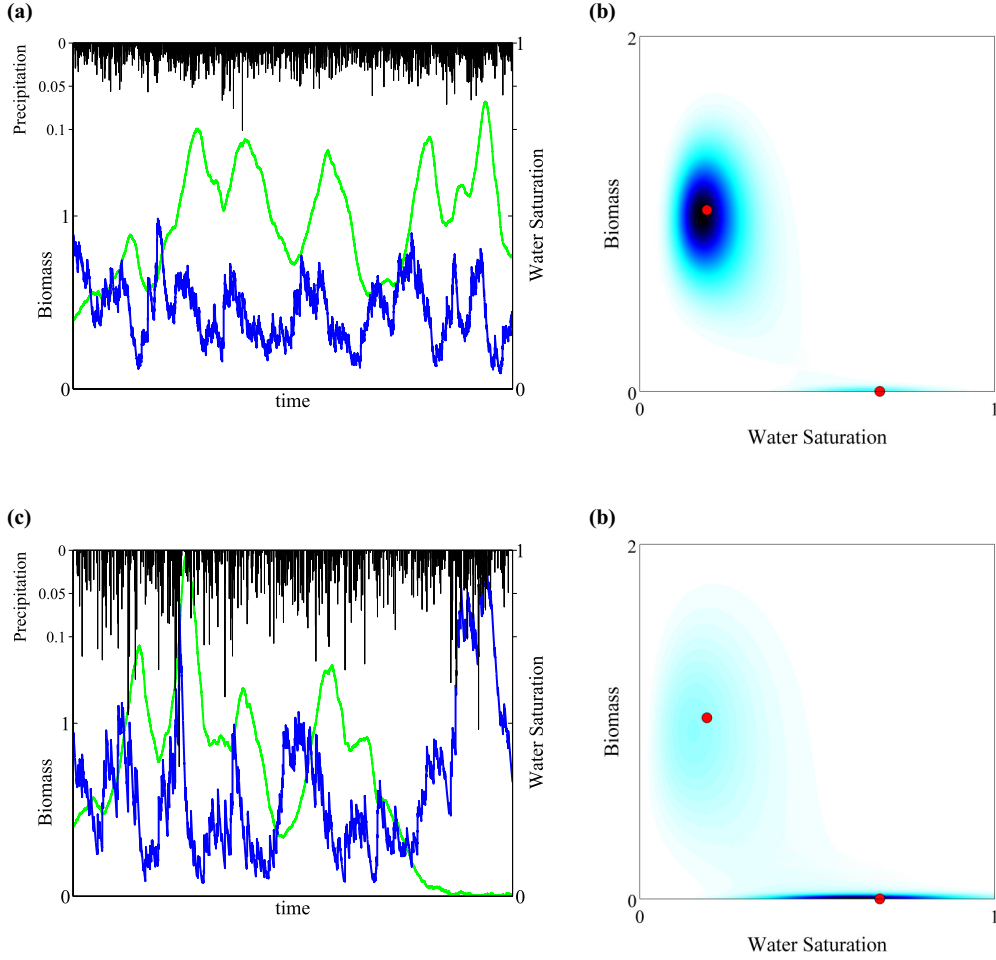 (a)
(b)
0
0.05
0.1
Precipitation
1
Biomass
0
time
1
Water Saturation
0
2
Biomass
0
0
1
Water Saturation
(c)
(b)
0
0.05
0.1
Precipitation
1
Biomass
0
time
1
Water Saturation
0
2
Biomass
0
0
1
Water Saturation